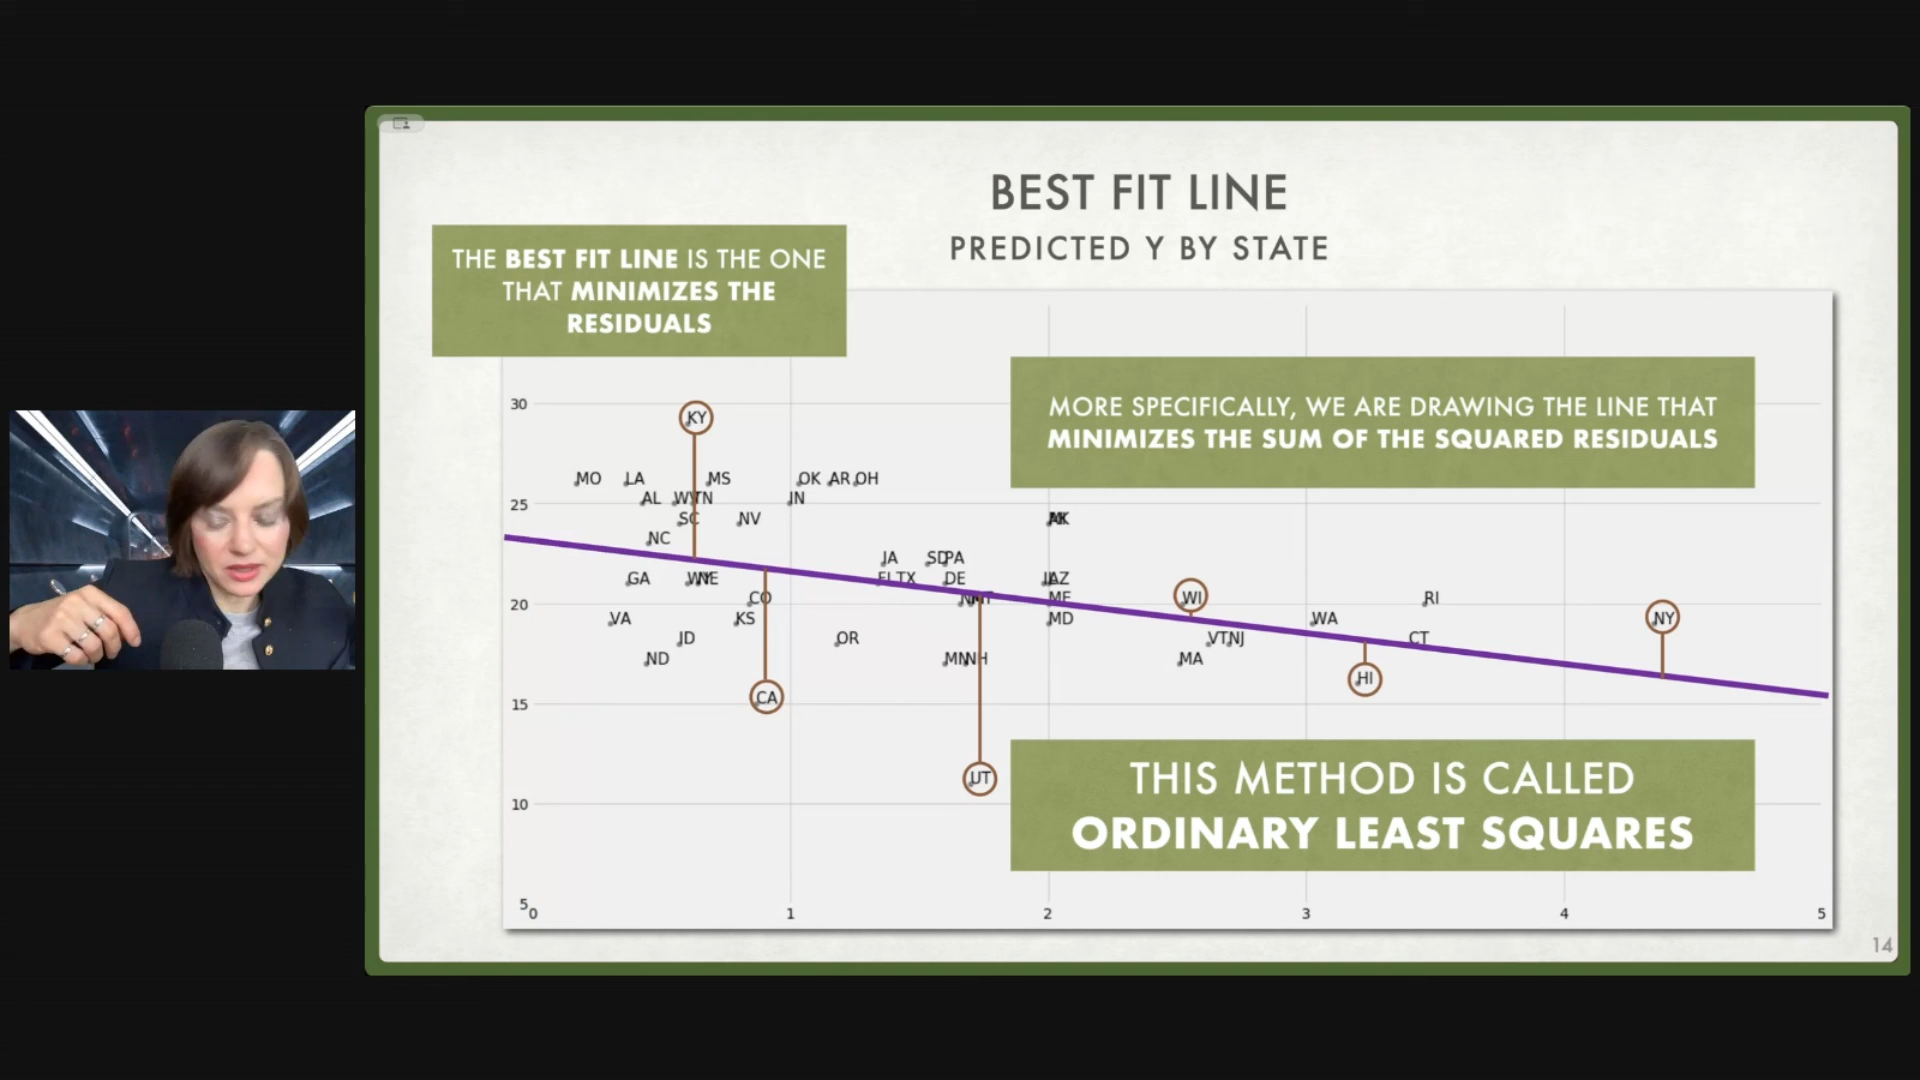 BEST FIT LINE
PREDICTED Y BY STATE
THE BEST FIT LINE IS THE ONE
THAT MINIMIZES THE
RESIDUALS
MORE SPECIFICALLY, WE ARE DRAWING THE LINE THAT
MINIMIZES THE SUM OF THE SQUARED RESIDUALS
30
KY
MO LA MS OK AR OH
AL WY TN IN
25
SC NV
NC
IA SD PA
GA NE FL TX DE AZ
20
CO ME WI RI
VA KS MD WA NY
ID OR VT NJ CT
ND MN NH MA
HI
CA
15
UT
10
THIS METHOD IS CALLED
ORDINARY LEAST SQUARES
5
0 1 2 3 4 5
14